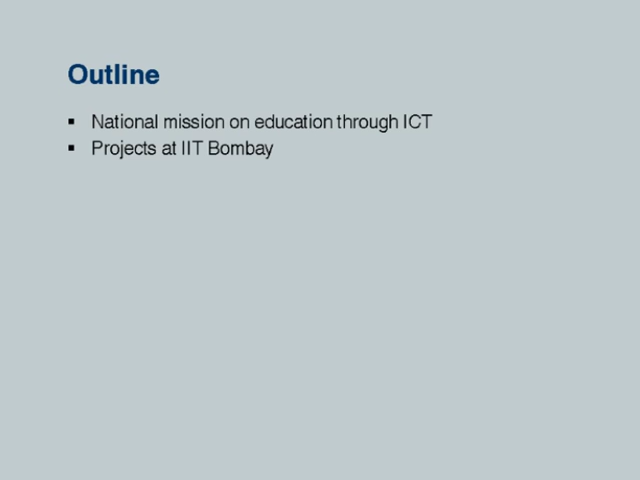 Outline
▪ National mission on education through ICT
▪ Projects at IIT Bombay